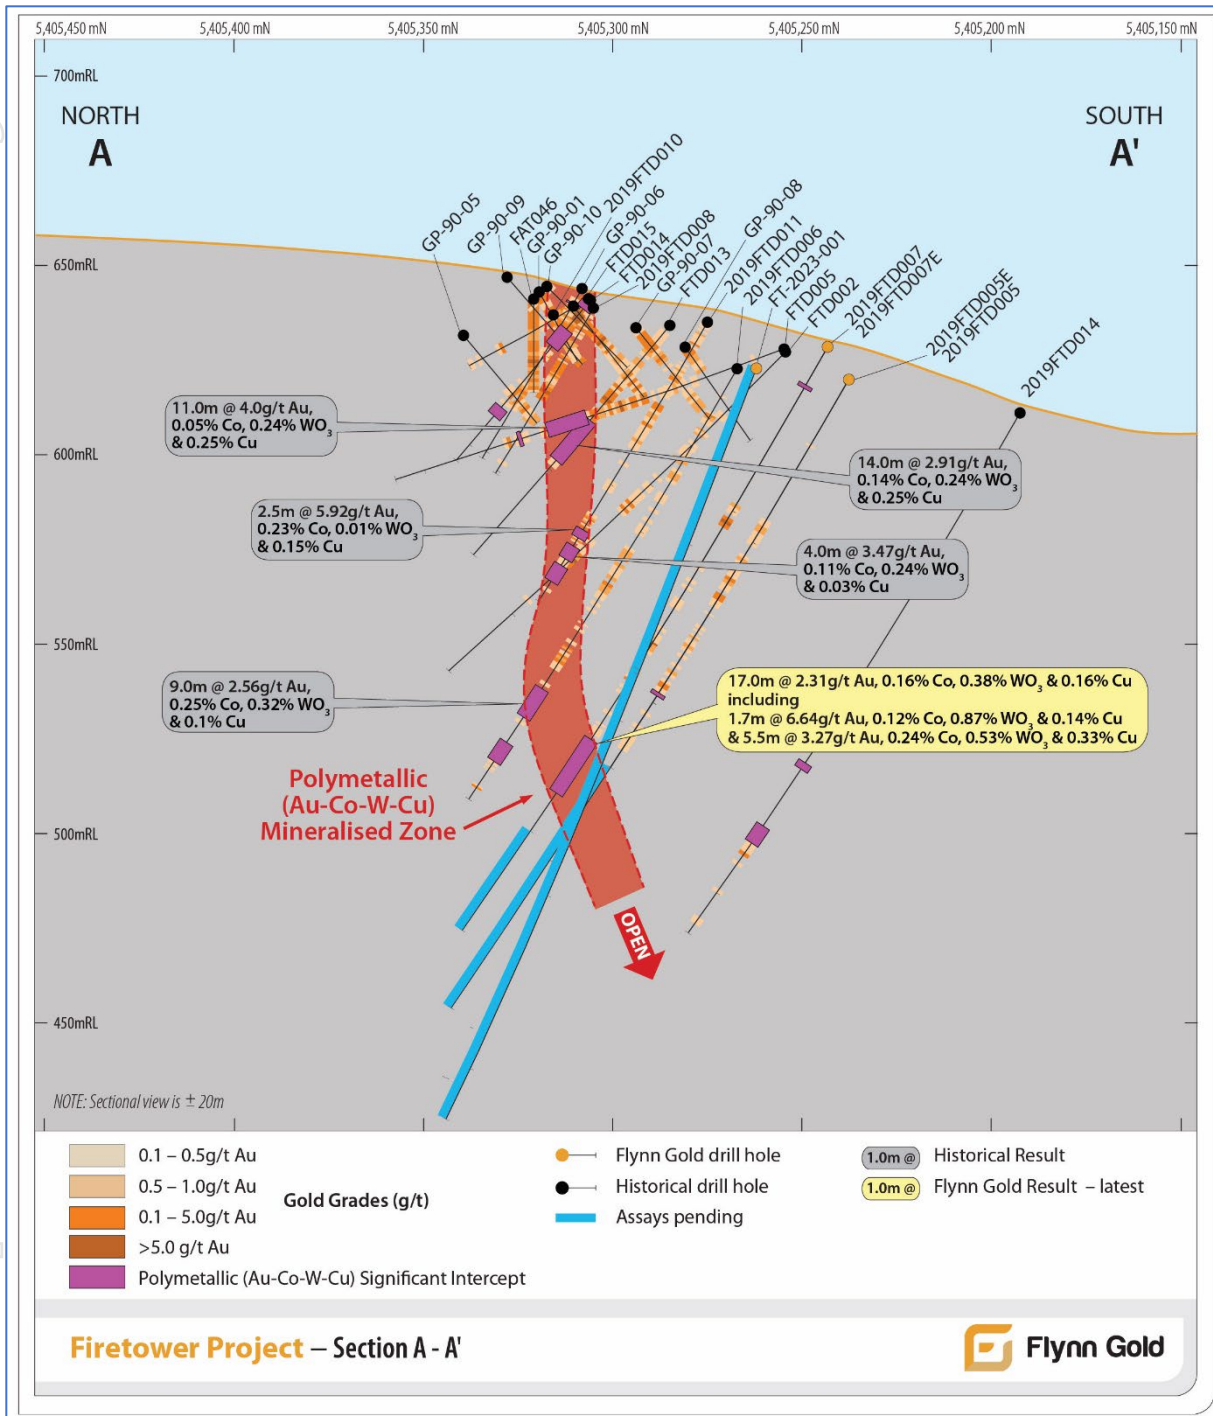 5,405,450 mN
5,405,400 mN
5,405,350 mN
5,405,300 mN
5,405,250 mN
5,405,200 mN
5,405,150 mN
700mRL
NORTH
A
SOUTH
A'
GP-90-05
GP-90-09
FAT046
GP-90-01
GP-90-10
2019FTD010
GP-90-06
FTD015
FTD014
2019FTD008
GP-90-07
FTD013
GP-90-08
2019FTD011
2019FTD006
FT-2023-001
FTD005
FTD002
2019FTD007
2019FTD007E
2019FTD005E
2019FTD005
2019FTD014
650mRL
11.0m @ 4.0g/t Au,
0.05% Co, 0.24% WO₃
& 0.25% Cu
600mRL
14.0m @ 2.91g/t Au,
0.14% Co, 0.24% WO₃
& 0.25% Cu
2.5m @ 5.92g/t Au,
0.23% Co, 0.01% WO₃
& 0.15% Cu
4.0m @ 3.47g/t Au,
0.11% Co, 0.24% WO₃
& 0.03% Cu
550mRL
9.0m @ 2.56g/t Au,
0.25% Co, 0.32% WO₃
& 0.1% Cu
17.0m @ 2.31g/t Au, 0.16% Co, 0.38% WO₃ & 0.16% Cu
including
1.7m @ 6.64g/t Au, 0.12% Co, 0.87% WO₃ & 0.14% Cu
& 5.5m @ 3.27g/t Au, 0.24% Co, 0.53% WO₃ & 0.33% Cu
Polymetallic
(Au-Co-W-Cu)
Mineralised Zone
500mRL
OPEN
450mRL
NOTE: Sectional view is ± 20m
0.1 – 0.5g/t Au
0.5 – 1.0g/t Au
0.1 – 5.0g/t Au
>5.0 g/t Au
Gold Grades (g/t)
Polymetallic (Au-Co-W-Cu) Significant Intercept
Flynn Gold drill hole
Historical drill hole
Assays pending
1.0m @ Historical Result
1.0m @ Flynn Gold Result – latest
Firetower Project – Section A - A'
Flynn Gold